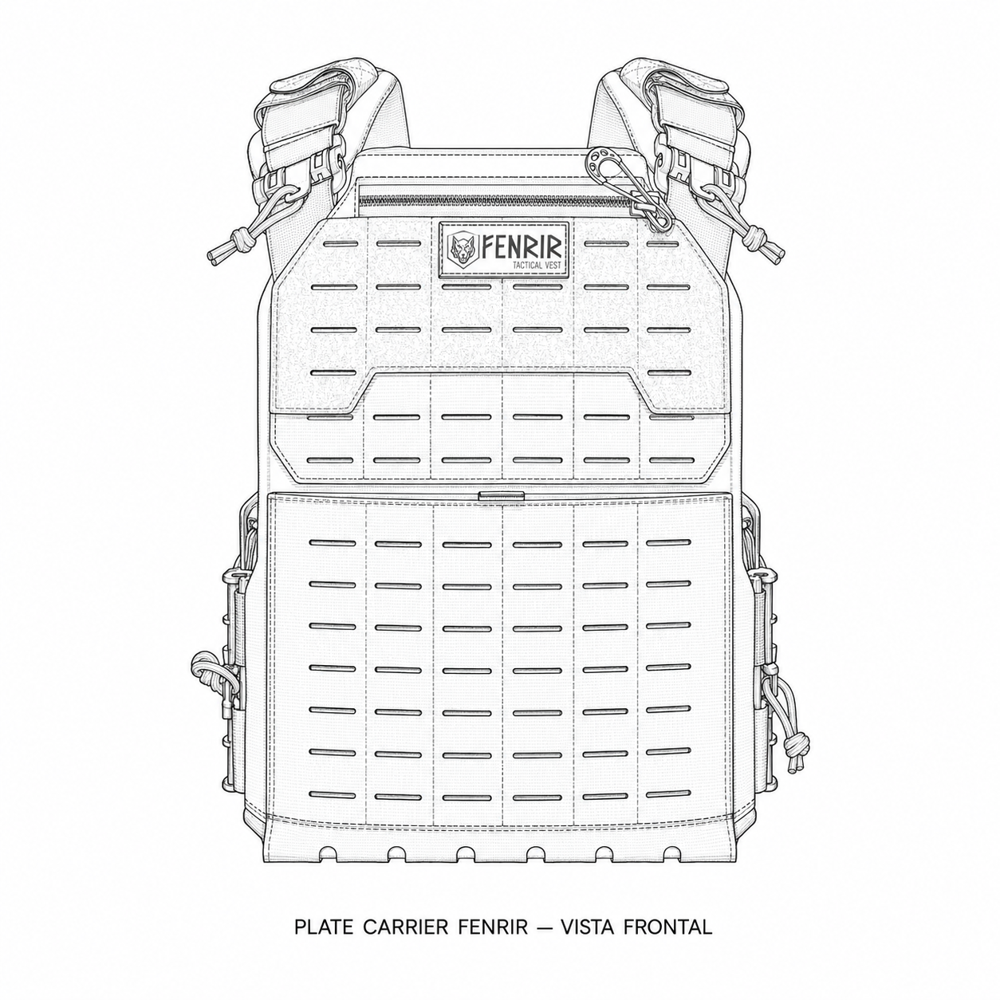 FENRIR
TACTICAL VEST
PLATE CARRIER FENRIR — VISTA FRONTAL